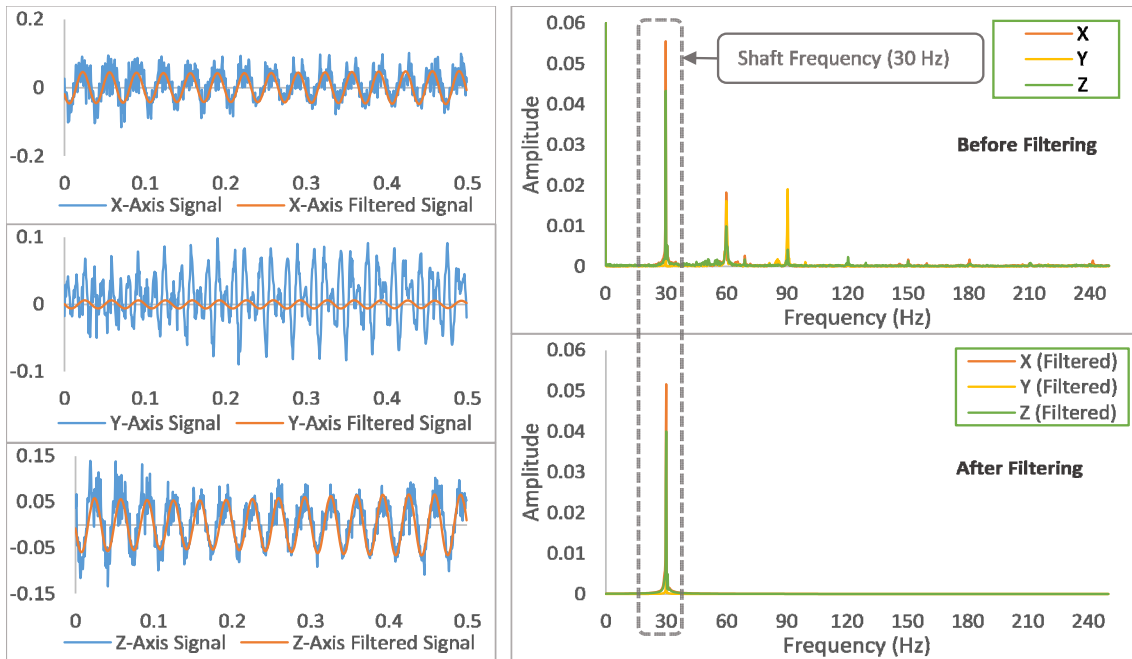 0.2
0
-0.2
0 0.1 0.2 0.3 0.4 0.5
X-Axis Signal X-Axis Filtered Signal
0.1
0
-0.1
0 0.1 0.2 0.3 0.4 0.5
Y-Axis Signal Y-Axis Filtered Signal
0.15
0.05
-0.05
-0.15
0 0.1 0.2 0.3 0.4 0.5
Z-Axis Signal Z-Axis Filtered Signal
0.06
0.05
0.04
0.03
0.02
0.01
0
Amplitude
Shaft Frequency (30 Hz)
X
Y
Z
Before Filtering
0 30 60 90 120 150 180 210 240
Frequency (Hz)
0.06
0.05
0.04
0.03
0.02
0.01
0
Amplitude
X (Filtered)
Y (Filtered)
Z (Filtered)
After Filtering
0 30 60 90 120 150 180 210 240
Frequency (Hz)